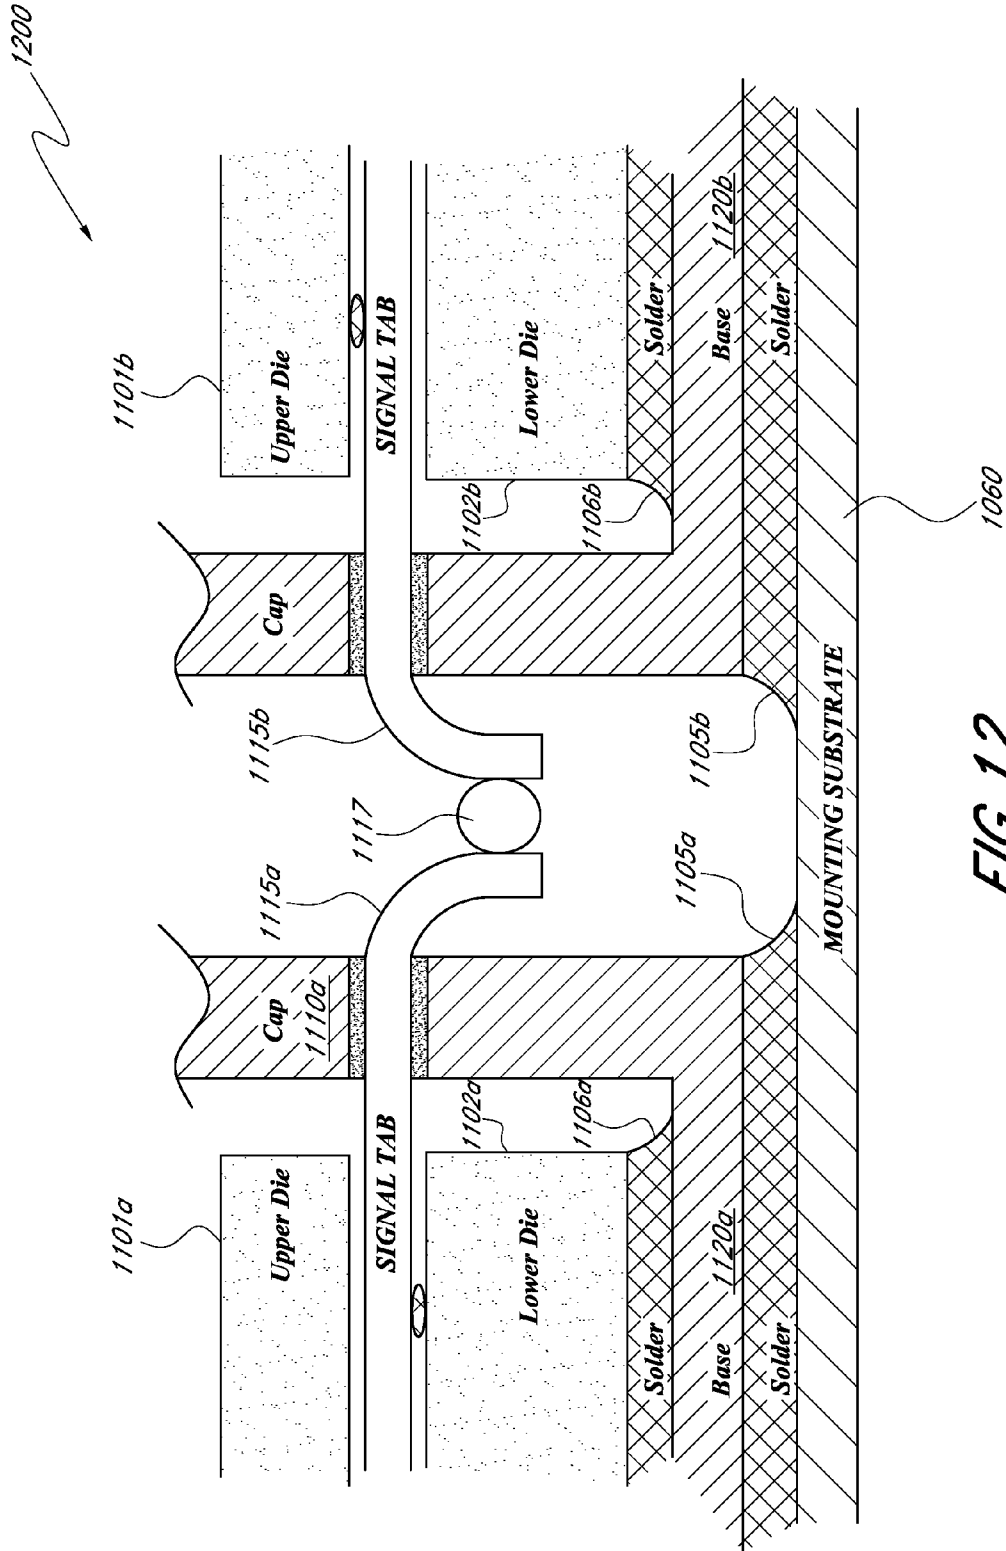 1200
1101a
1101b
1115a
1115b
Upper Die
Cap
Cap
Upper Die
1110a
1117
SIGNAL TAB
SIGNAL TAB
1102a
1102b
Lower Die
Lower Die
1106a
1106b
Solder
Solder
1105a
1105b
Base
1120a
Base
1120b
Solder
Solder
MOUNTING SUBSTRATE
1060
FIG 12